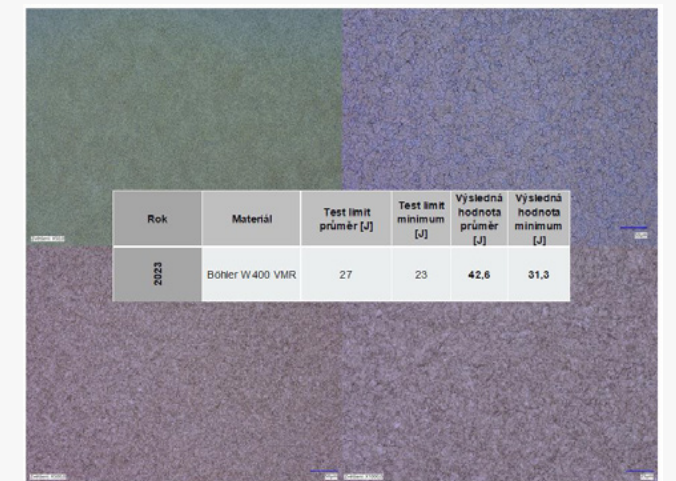 Rok
Materiál
Test limit
průměr [J]
Test limit
minimum
[J]
Výsledná
hodnota
průměr
[J]
Výsledná
hodnota
minimum
[J]
2023
Böhler W400 VMR
27
23
42,6
31,3